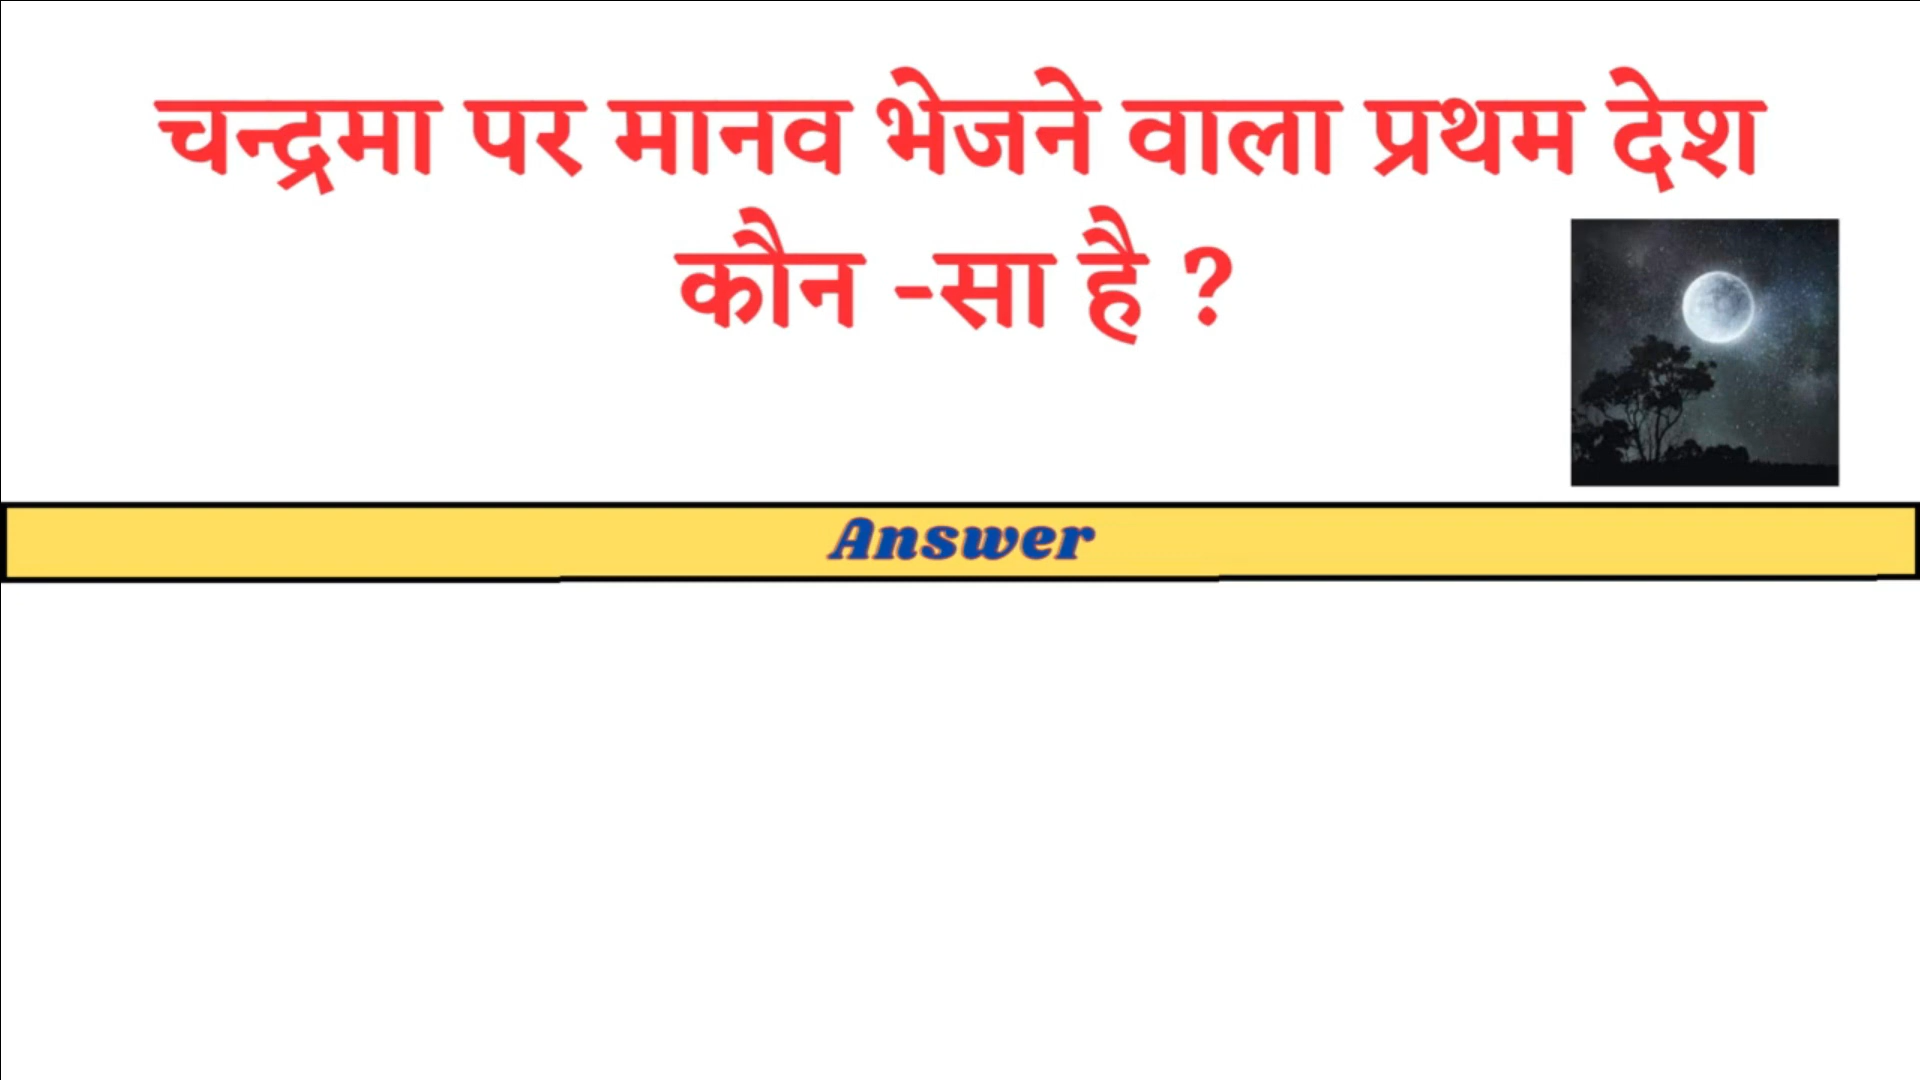 चन्द्रमा पर मानव भेजने वाला प्रथम देश
कौन -सा है ?
Answer